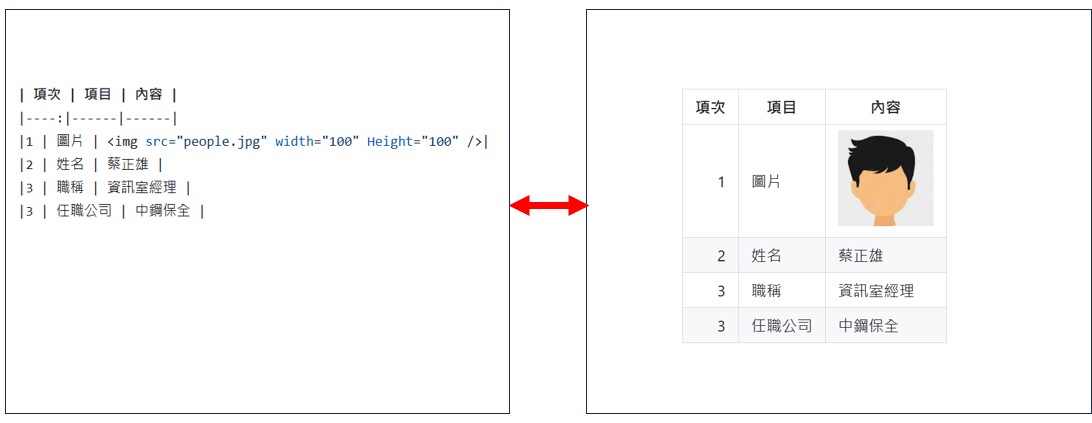 | 項次 | 項目 | 內容 |
|----:|------|------|
|1 | 圖片 | <img src="people.jpg" width="100" Height="100" />|
|2 | 姓名 | 蔡正雄 |
|3 | 職稱 | 資訊室經理 |
|3 | 任職公司 | 中鋼保全 |
項次 項目 內容
1 圖片
2 姓名 蔡正雄
3 職稱 資訊室經理
3 任職公司 中鋼保全